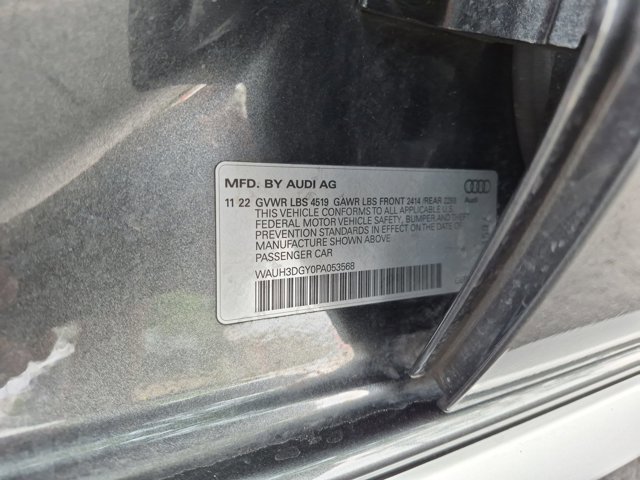 MFD. BY AUDI AG
11 22 GVWR LBS 4519 GAWR LBS FRONT 2414 /REAR
THIS VEHICLE CONFORMS TO ALL APPLICABLE U.S.
FEDERAL MOTOR VEHICLE SAFETY, BUMPER AND THEFT
PREVENTION STANDARDS IN EFFECT ON THE DATE OF
MANUFACTURE SHOWN ABOVE
PASSENGER CAR
WAUH3DGY0PA053568
Audi